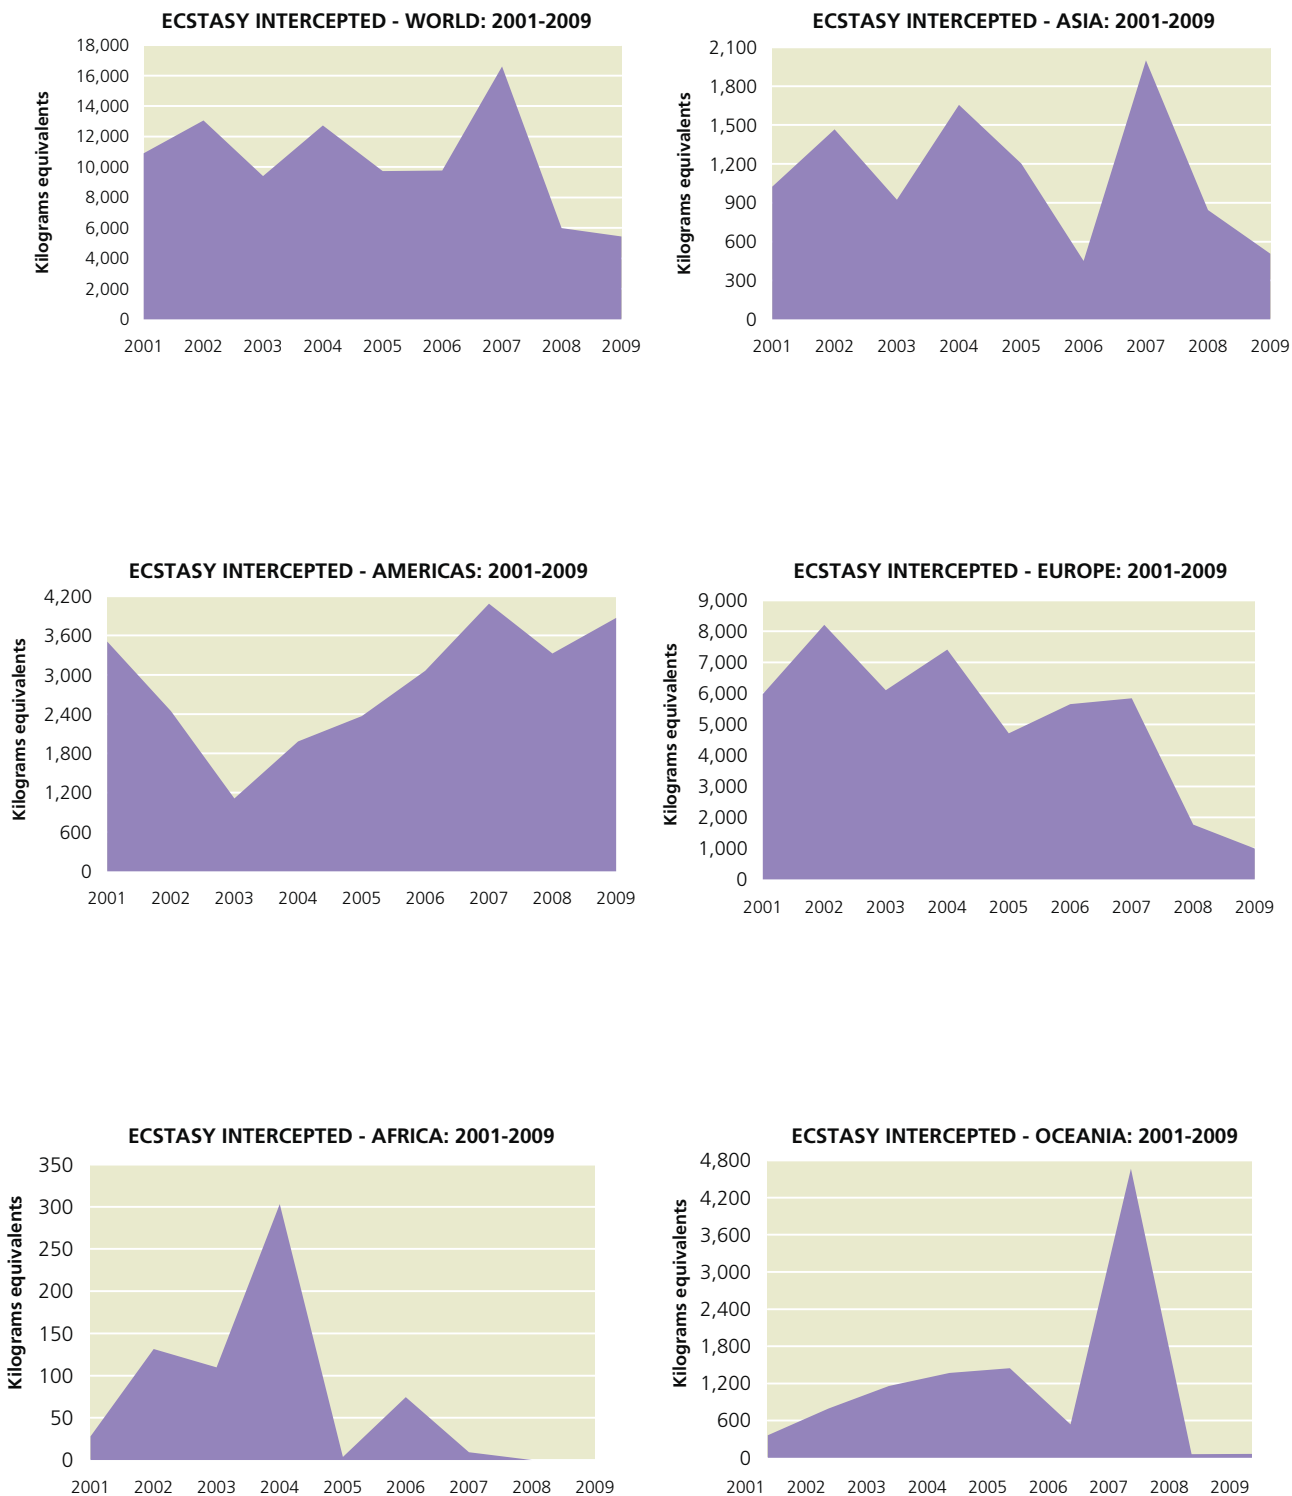 ECSTASY INTERCEPTED - WORLD: 2001-2009
Kilograms equivalents
18,000
16,000
14,000
12,000
10,000
8,000
6,000
4,000
2,000
0
2001 2002 2003 2004 2005 2006 2007 2008 2009
ECSTASY INTERCEPTED - ASIA: 2001-2009
Kilograms equivalents
2,100
1,800
1,500
1,200
900
600
300
0
2001 2002 2003 2004 2005 2006 2007 2008 2009
ECSTASY INTERCEPTED - AMERICAS: 2001-2009
Kilograms equivalents
4,200
3,600
3,000
2,400
1,800
1,200
600
0
2001 2002 2003 2004 2005 2006 2007 2008 2009
ECSTASY INTERCEPTED - EUROPE: 2001-2009
Kilograms equivalents
9,000
8,000
7,000
6,000
5,000
4,000
3,000
2,000
1,000
0
2001 2002 2003 2004 2005 2006 2007 2008 2009
ECSTASY INTERCEPTED - AFRICA: 2001-2009
Kilograms equivalents
350
300
250
200
150
100
50
0
2001 2002 2003 2004 2005 2006 2007 2008 2009
ECSTASY INTERCEPTED - OCEANIA: 2001-2009
Kilograms equivalents
4,800
4,200
3,600
3,000
2,400
1,800
1,200
600
0
2001 2002 2003 2004 2005 2006 2007 2008 2009